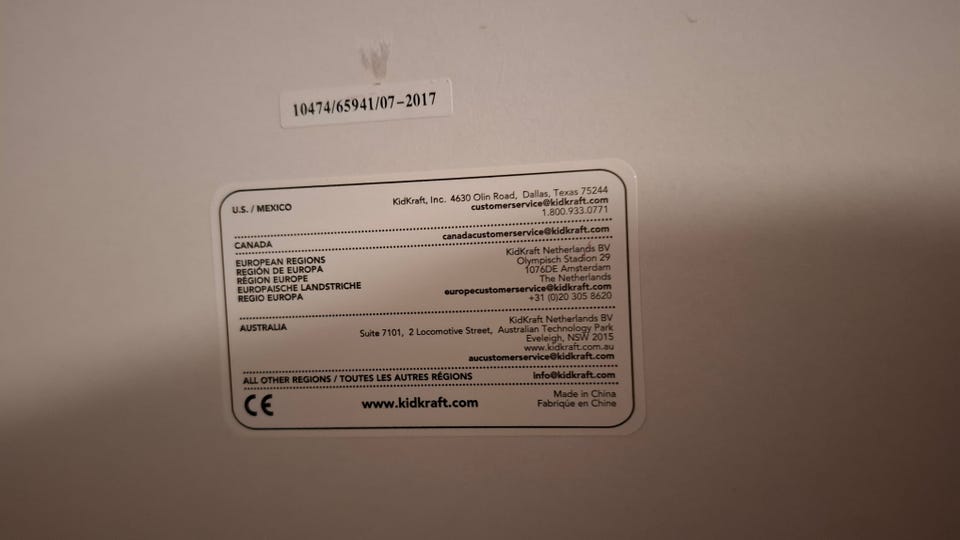 10474/65941/07-2017
U.S. / MEXICO
KidKraft, Inc. 4630 Olin Road, Dallas, Texas 75244
customerservice@kidkraft.com
1.800.933.0771
CANADA
canadacustomerservice@kidkraft.com
EUROPEAN REGIONS
REGIÓN DE EUROPA
RÉGION EUROPE
EUROPAISCHE LANDSTRICHE
REGIO EUROPA
KidKraft Netherlands BV
Olympisch Stadion 29
1076DE Amsterdam
The Netherlands
europecustomerservice@kidkraft.com
+31 (0)20 305 8620
AUSTRALIA
KidKraft Netherlands BV
Suite 7101, 2 Locomotive Street, Australian Technology Park
Eveleigh, NSW 2015
www.kidkraft.com.au
aucustomerservice@kidkraft.com
ALL OTHER REGIONS / TOUTES LES AUTRES RÉGIONS
info@kidkraft.com
CE
www.kidkraft.com
Made in China
Fabriqúe en Chine